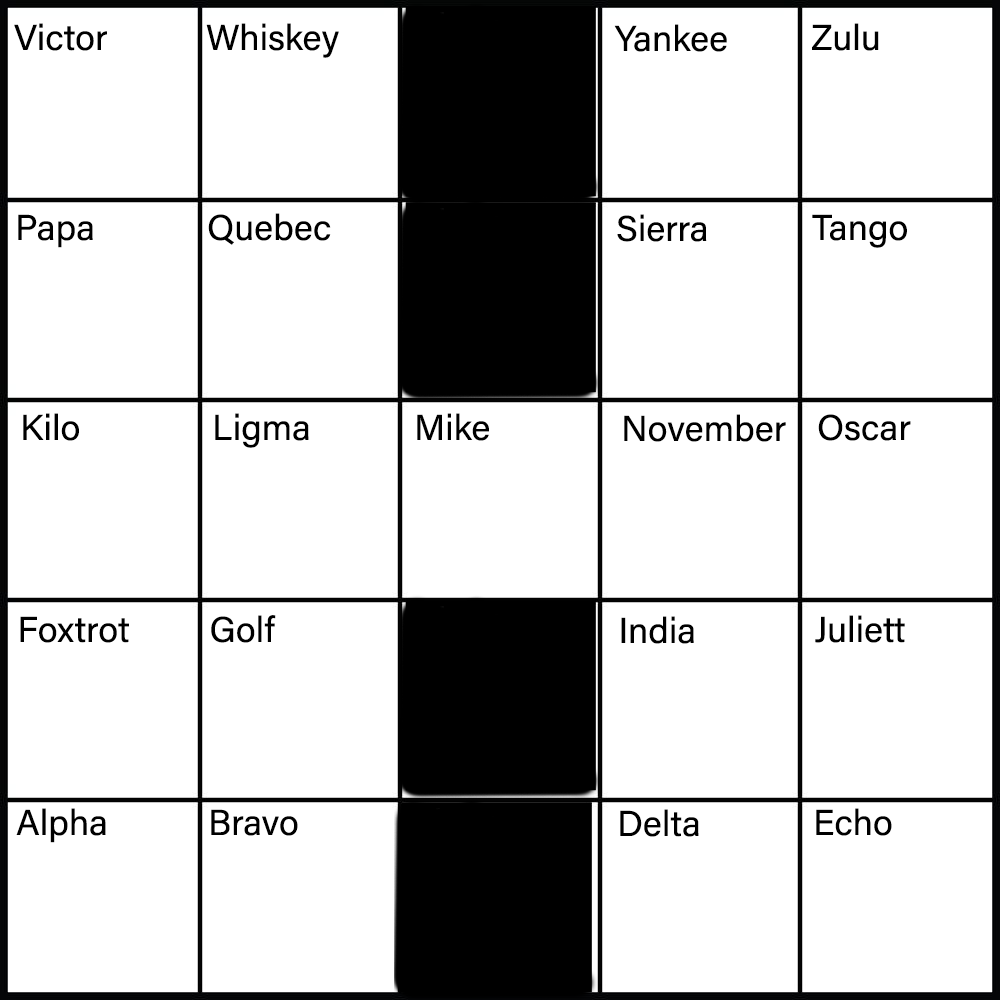 Victor Whiskey Yankee Zulu
Papa Quebec Sierra Tango
Kilo Ligma Mike November Oscar
Foxtrot Golf India Juliett
Alpha Bravo Delta Echo